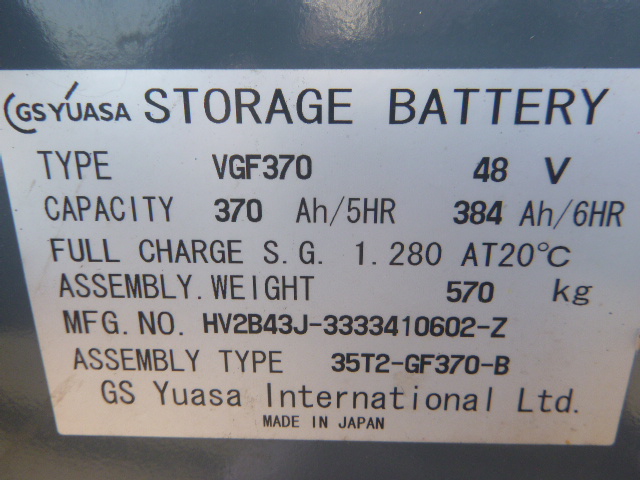 GS YUASA STORAGE BATTERY
TYPE VGF370 48 V
CAPACITY 370 Ah/5HR 384 Ah/6HR
FULL CHARGE S.G. 1.280 AT20°C
ASSEMBLY.WEIGHT 570 kg
MFG.NO. HV2B43J-3333410602-Z
ASSEMBLY TYPE 35T2-GF370-B
GS Yuasa International Ltd.
MADE IN JAPAN